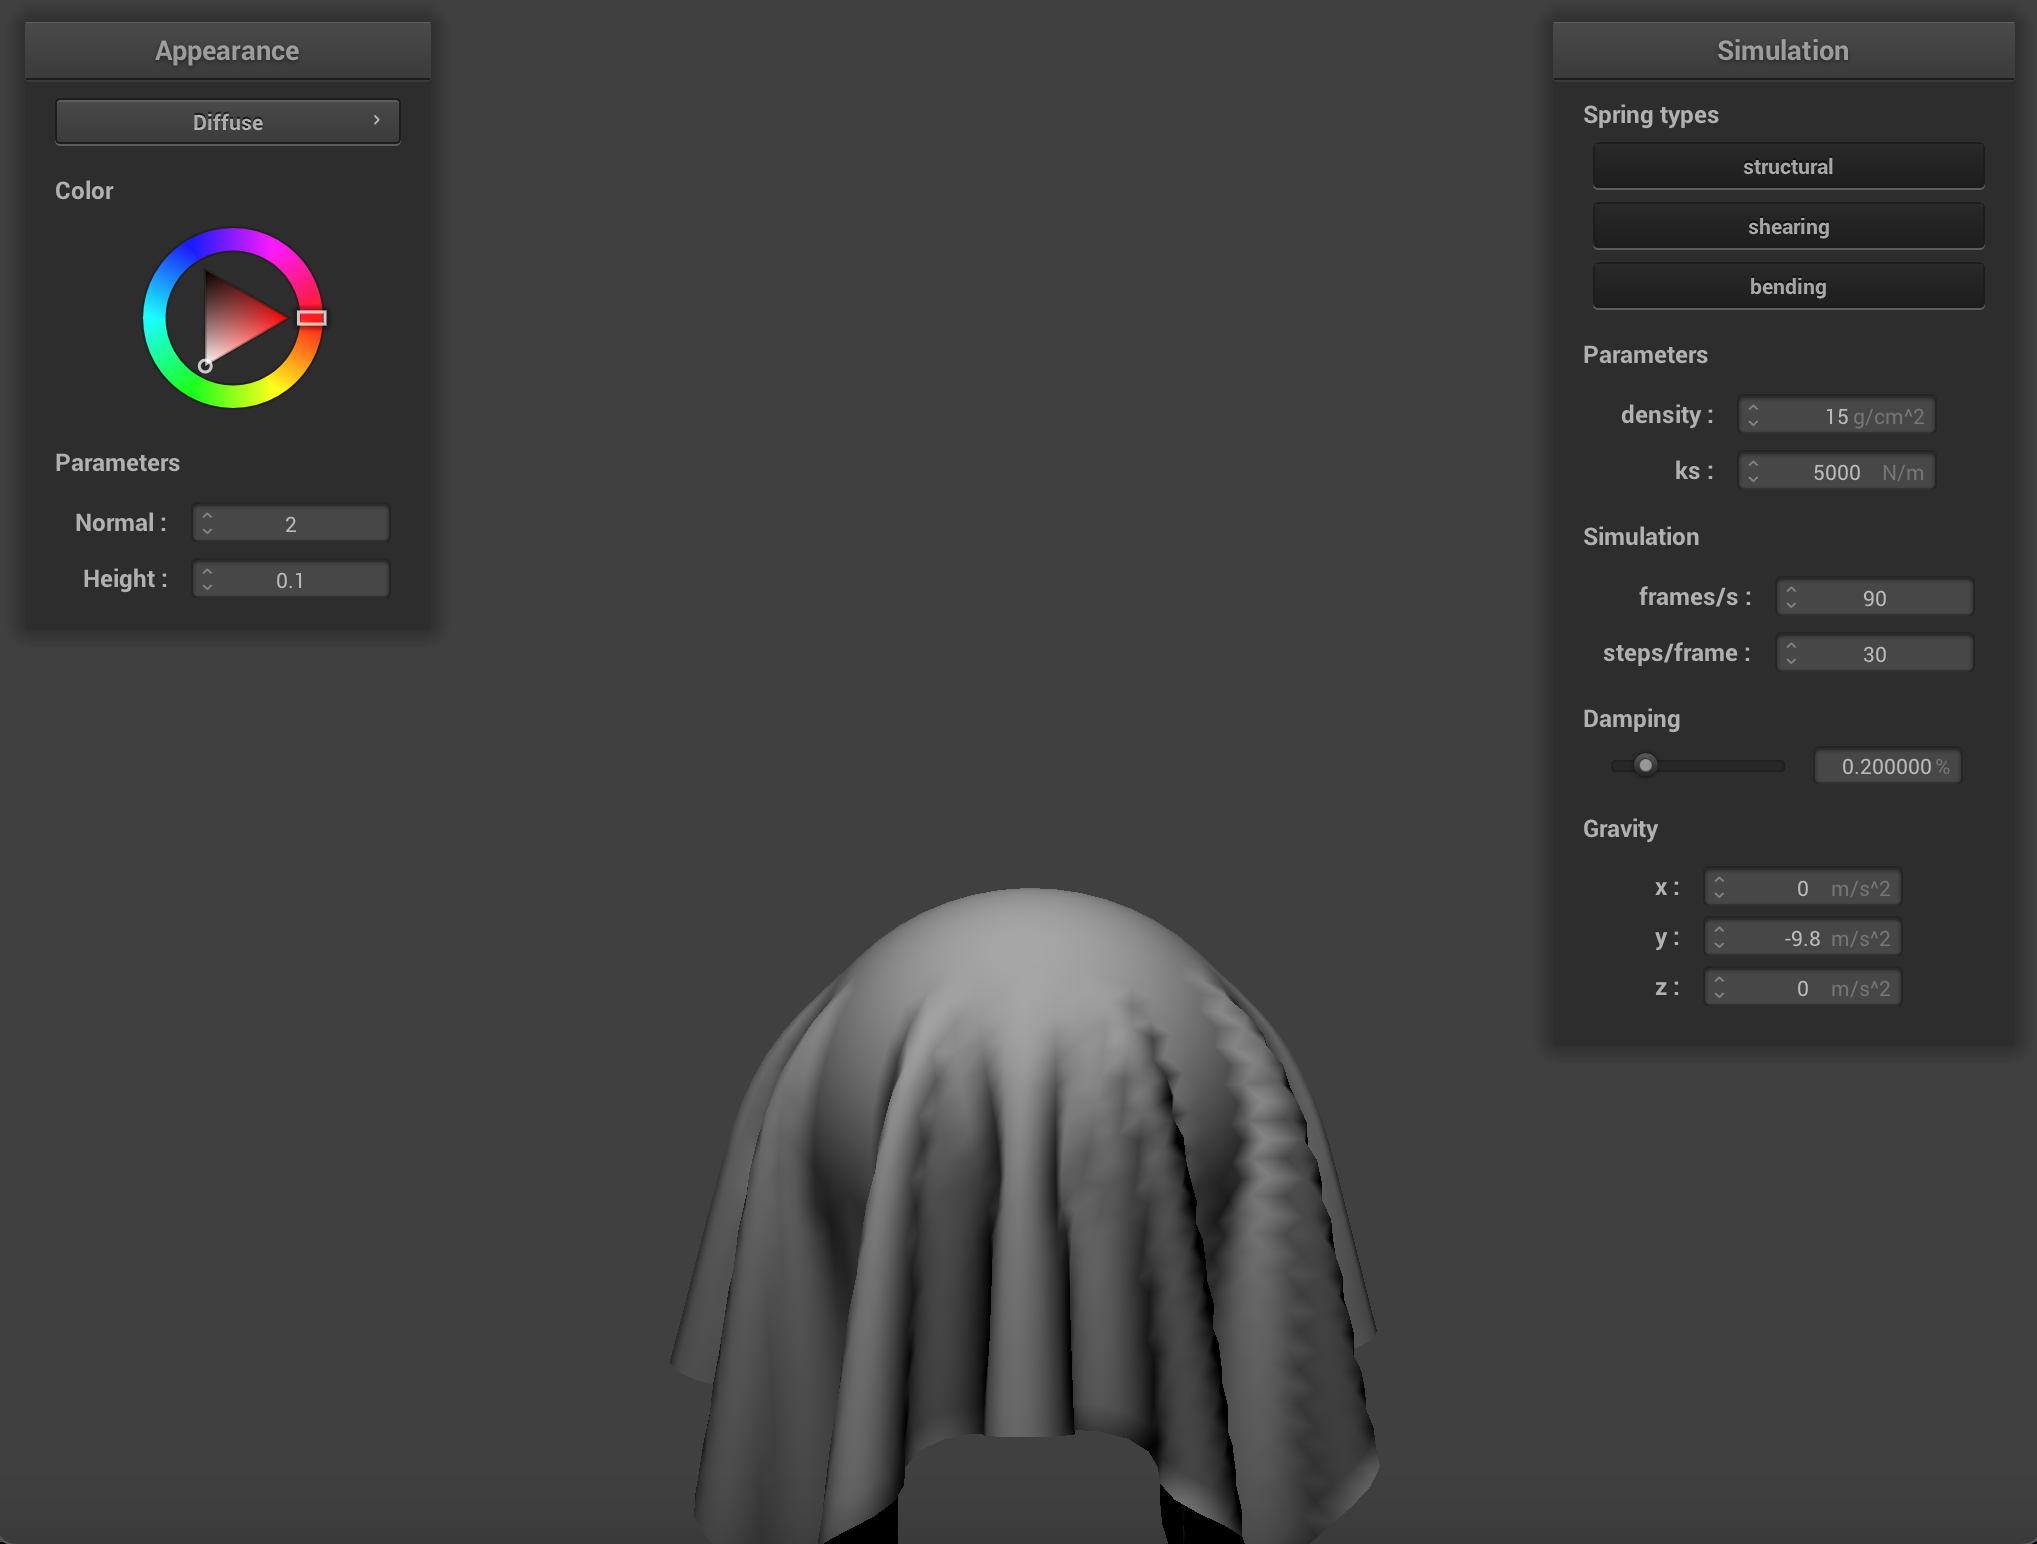 Appearance
Diffuse
Color
Parameters
Normal : 2
Height : 0.1
Simulation
Spring types
structural
shearing
bending
Parameters
density : 15 g/cm^2
ks : 5000 N/m
Simulation
frames/s : 90
steps/frame : 30
Damping
0.200000 %
Gravity
x : 0 m/s^2
y : -9.8 m/s^2
z : 0 m/s^2